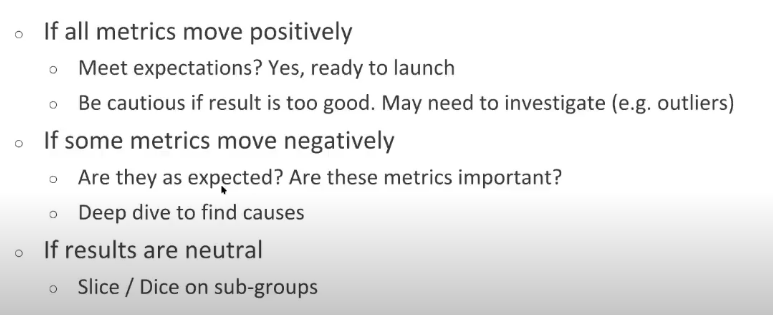 If all metrics move positively
Meet expectations? Yes, ready to launch
Be cautious if result is too good. May need to investigate (e.g. outliers)
If some metrics move negatively
Are they as expected? Are these metrics important?
Deep dive to find causes
If results are neutral
Slice / Dice on sub-groups